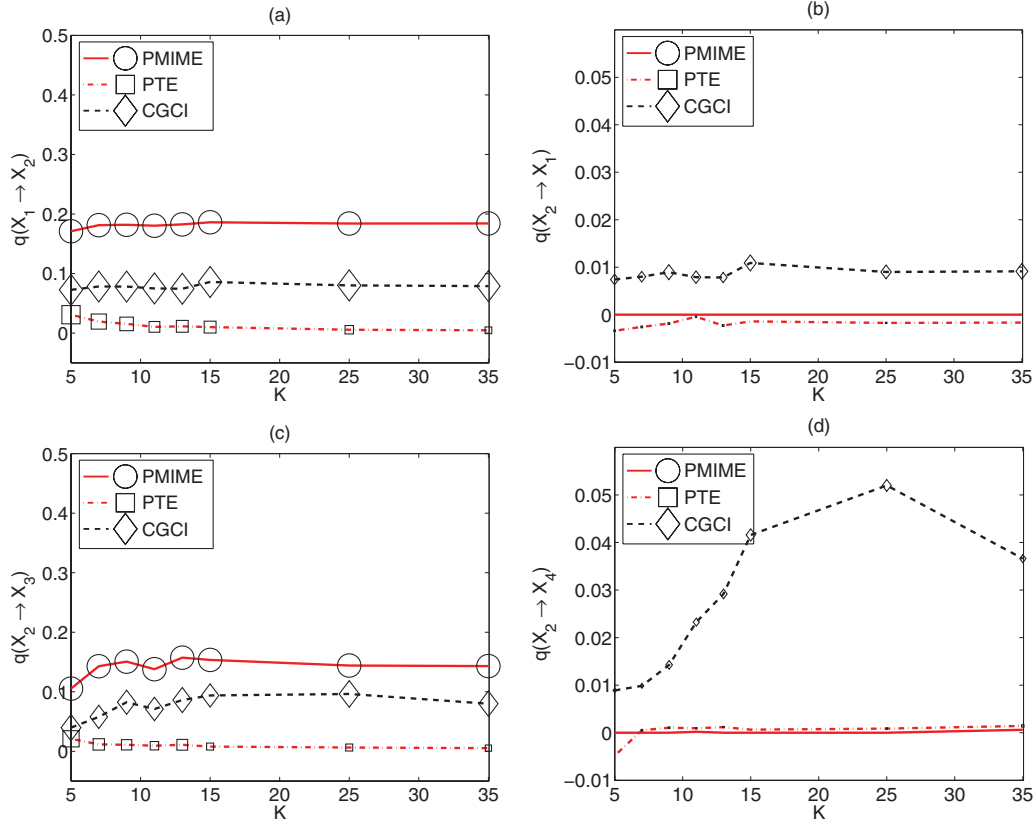 (a)
0.5
0.4
0.3
0.2
0.1
0
5
10
15
20
25
30
35
K
q(X1 → X2)
PMIME
PTE
CGCI
(b)
0.05
0.04
0.03
0.02
0.01
0
−0.01
5
10
15
20
25
30
35
K
q(X2 → X1)
PMIME
PTE
CGCI
(c)
0.5
0.4
0.3
0.2
0.1
0
5
10
15
20
25
30
35
K
q(X2 → X3)
PMIME
PTE
CGCI
(d)
0.05
0.04
0.03
0.02
0.01
0
−0.01
5
10
15
20
25
30
35
K
q(X2 → X4)
PMIME
PTE
CGCI